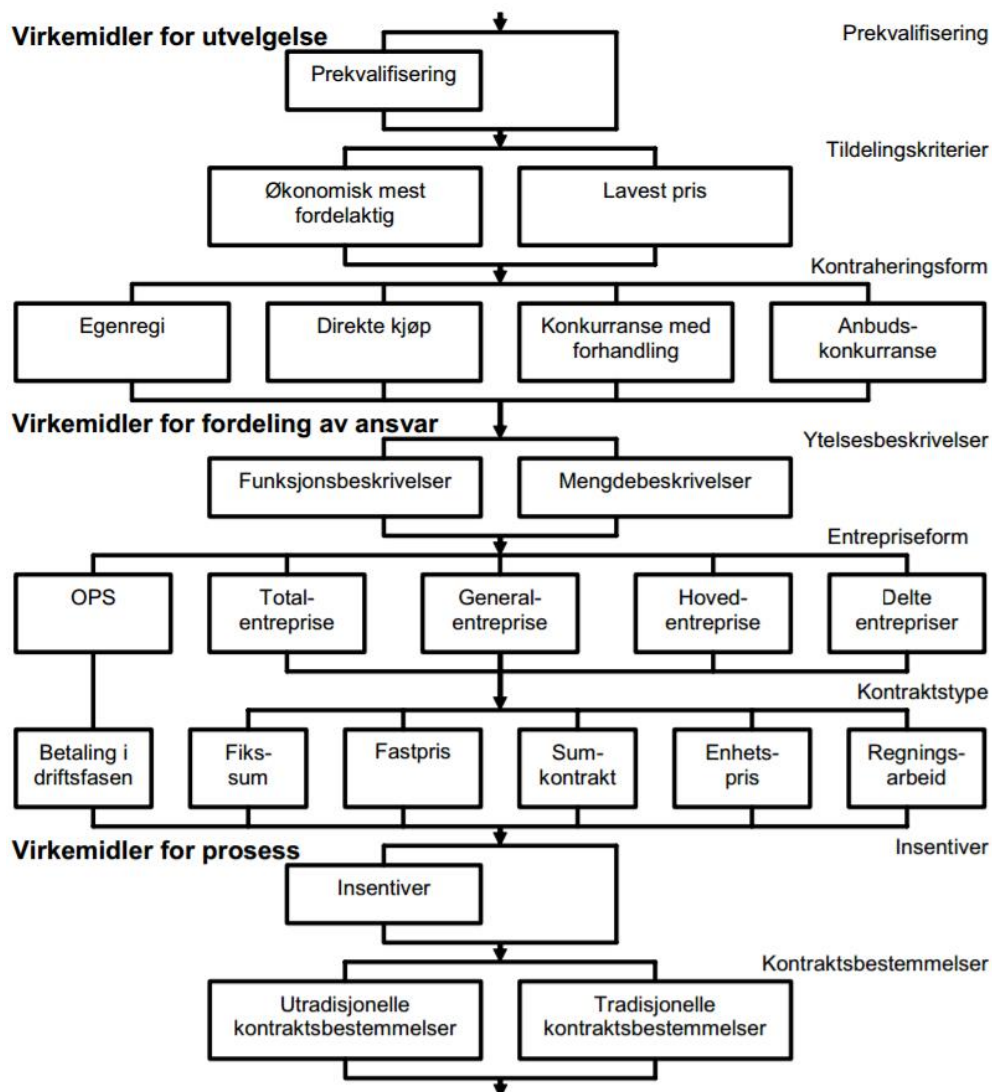 Virkemidler for utvelgelse
Prekvalifisering
Prekvalifisering
Tildelingskriterier
Økonomisk mest
fordelaktig
Lavest pris
Kontraheringsform
Egenregi
Direkte kjøp
Konkurranse med
forhandling
Anbuds-
konkurranse
Virkemidler for fordeling av ansvar
Ytelsesbeskrivelser
Funksjonsbeskrivelser
Mengdebeskrivelser
Entrepriseform
OPS
Total-
entreprise
General-
entreprise
Hoved-
entreprise
Delte
entrepriser
Kontraktstype
Betaling i
driftsfasen
Fiks-
sum
Fastpris
Sum-
kontrakt
Enhets-
pris
Regnings-
arbeid
Virkemidler for prosess
Insentiver
Insentiver
Kontraktsbestemmelser
Utradisjonelle
kontraktsbestemmelser
Tradisjonelle
kontraktsbestemmelser